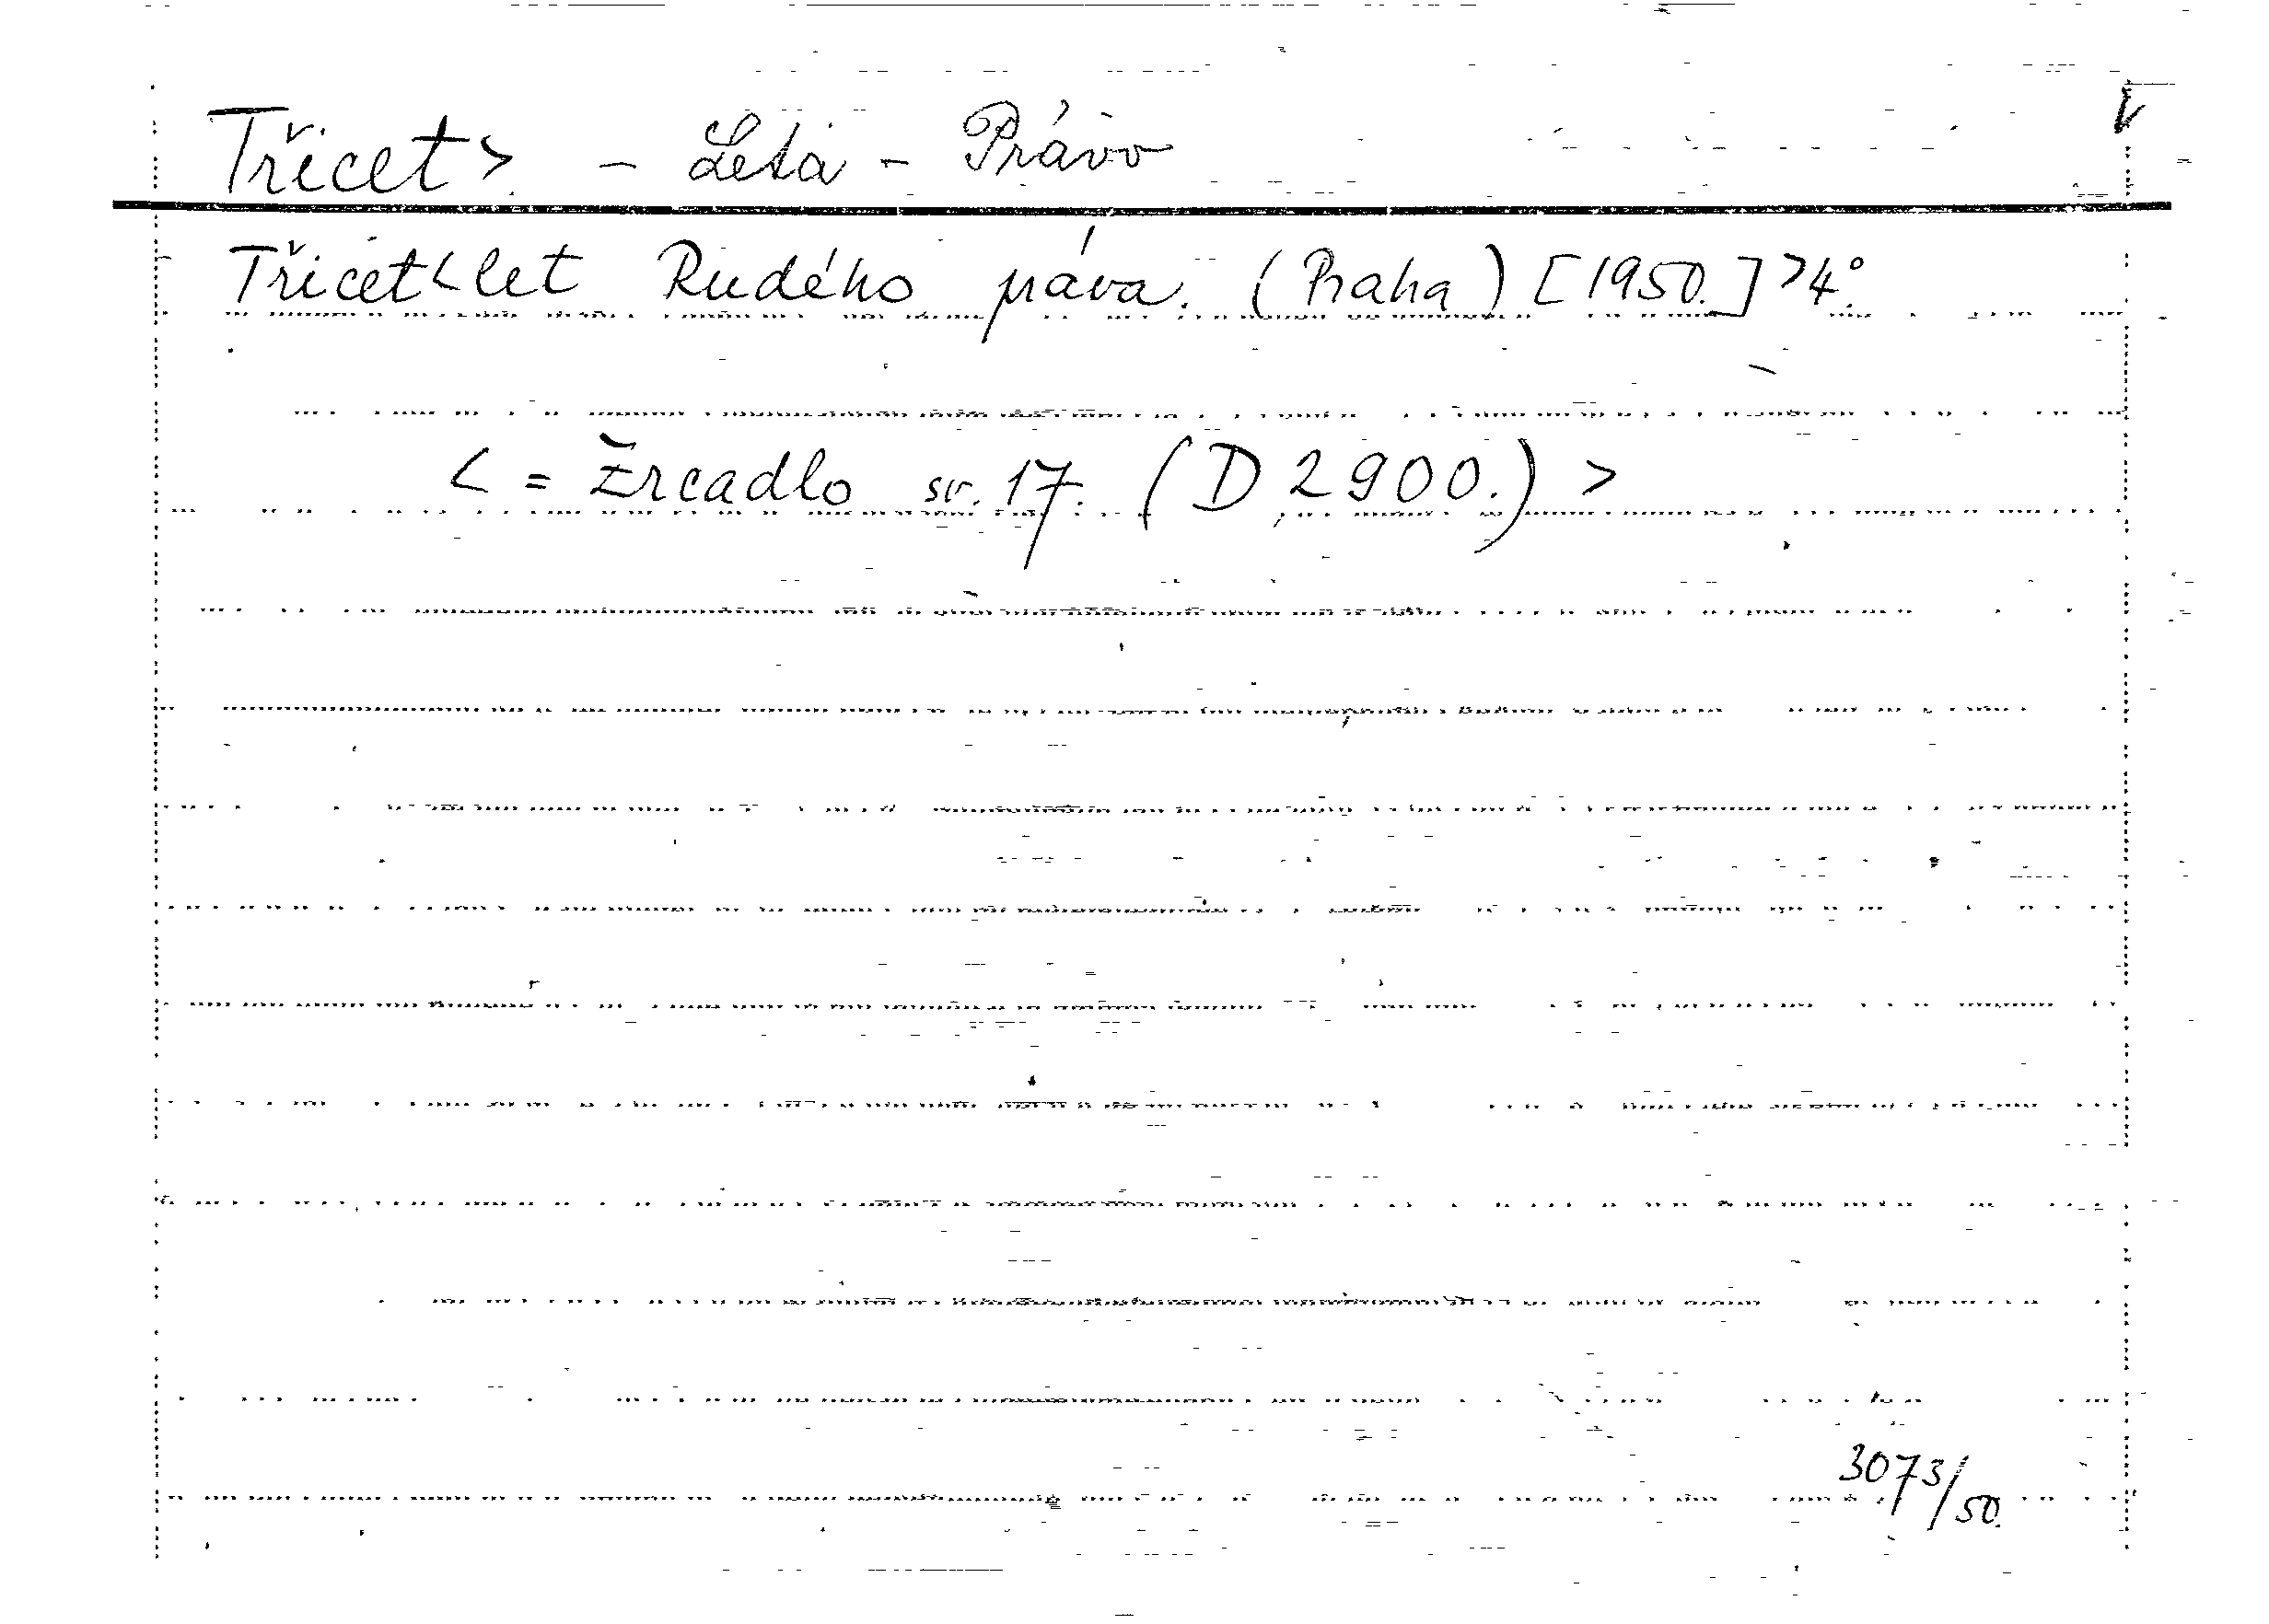 Třicet> - Léta - Právo
V
Třicet<let Rudého práva. (Praha) [1950.] >4°.
< = Zrcadlo sv. 17. (D 2900.) >
3073/50.